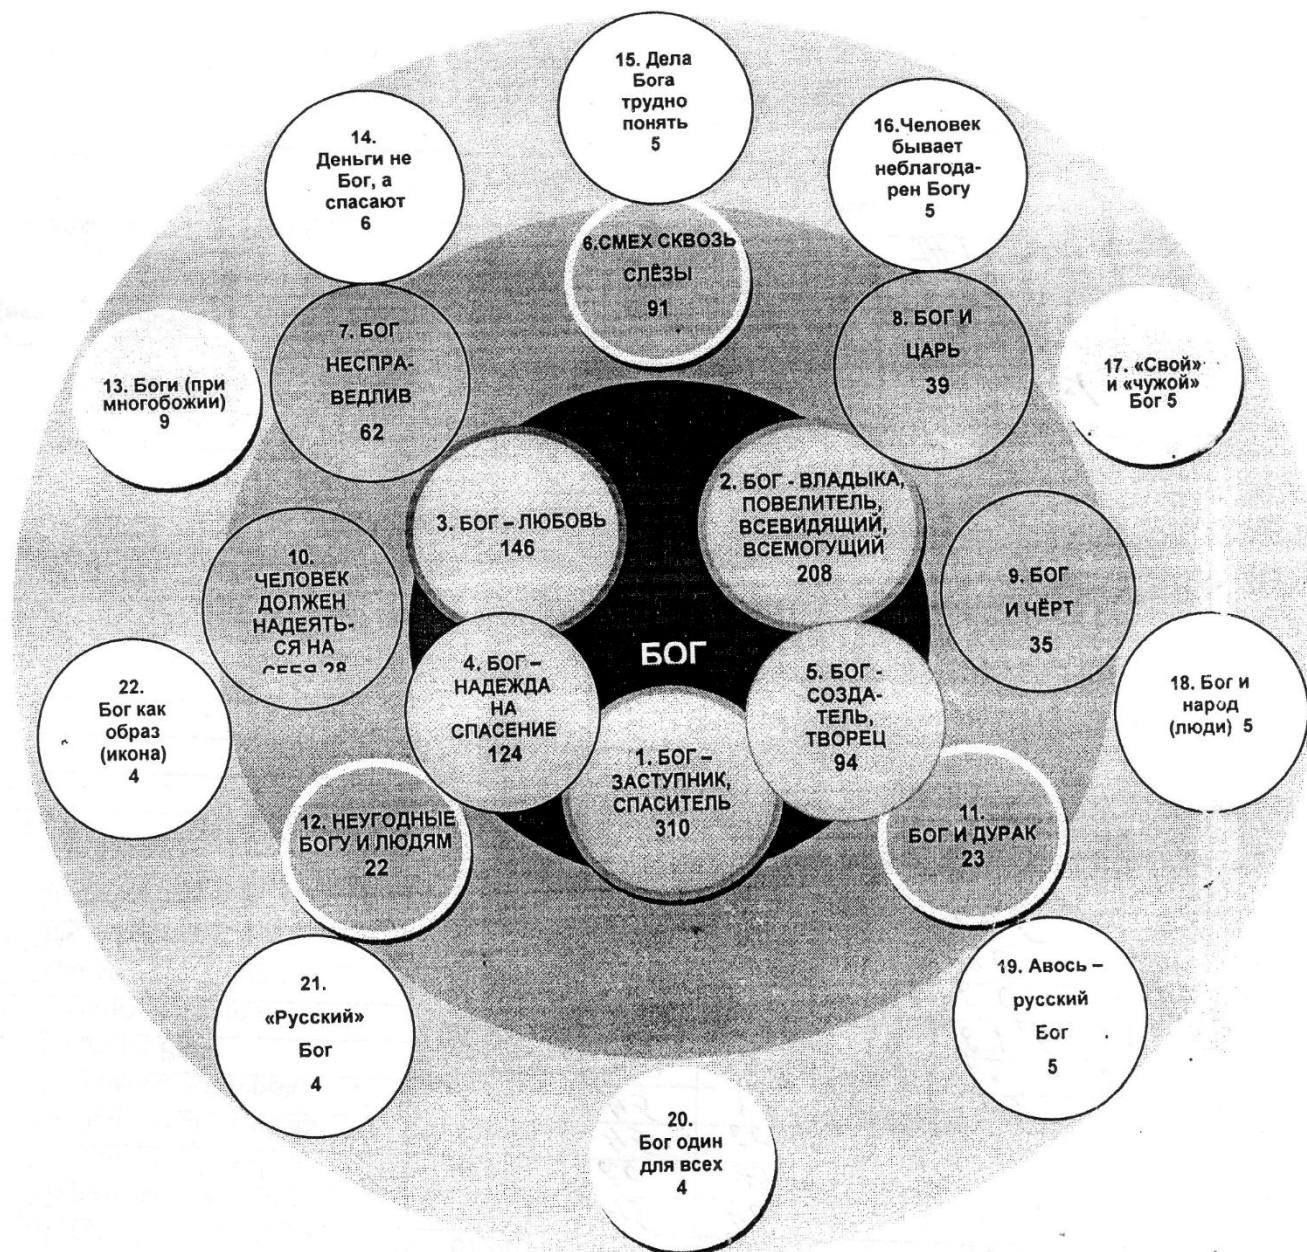 15. Дела
Бога
трудно
понять
5
14.
Деньги не
Бог, а
спасают
6
16.Человек
бывает
неблагода-
рен Богу
5
6.СМЕХ СКВОЗЬ
СЛЁЗЫ
91
7. БОГ
НЕСПРА-
ВЕДЛИВ
62
8. БОГ И
ЦАРЬ
39
13. Боги (при
многобожии)
9
17. «Свой»
и «чужой»
Бог 5
3. БОГ – ЛЮБОВЬ
146
2. БОГ - ВЛАДЫКА,
ПОВЕЛИТЕЛЬ,
ВСЕВИДЯЩИЙ,
ВСЕМОГУЩИЙ
208
10.
ЧЕЛОВЕК
ДОЛЖЕН
НАДЕЯТЬ-
СЯ НА
СЕБЯ 28
9. БОГ
И ЧЁРТ
35
БОГ
4. БОГ –
НАДЕЖДА
НА
СПАСЕНИЕ
124
5. БОГ -
СОЗДА-
ТЕЛЬ,
ТВОРЕЦ
94
22.
Бог как
образ
(икона)
4
18. Бог и
народ
(люди) 5
1. БОГ –
ЗАСТУПНИК,
СПАСИТЕЛЬ
310
12. НЕУГОДНЫЕ
БОГУ И ЛЮДЯМ
22
11.
БОГ И ДУРАК
23
21.
«Русский»
Бог
4
19. Авось –
русский
Бог
5
20.
Бог один
для всех
4